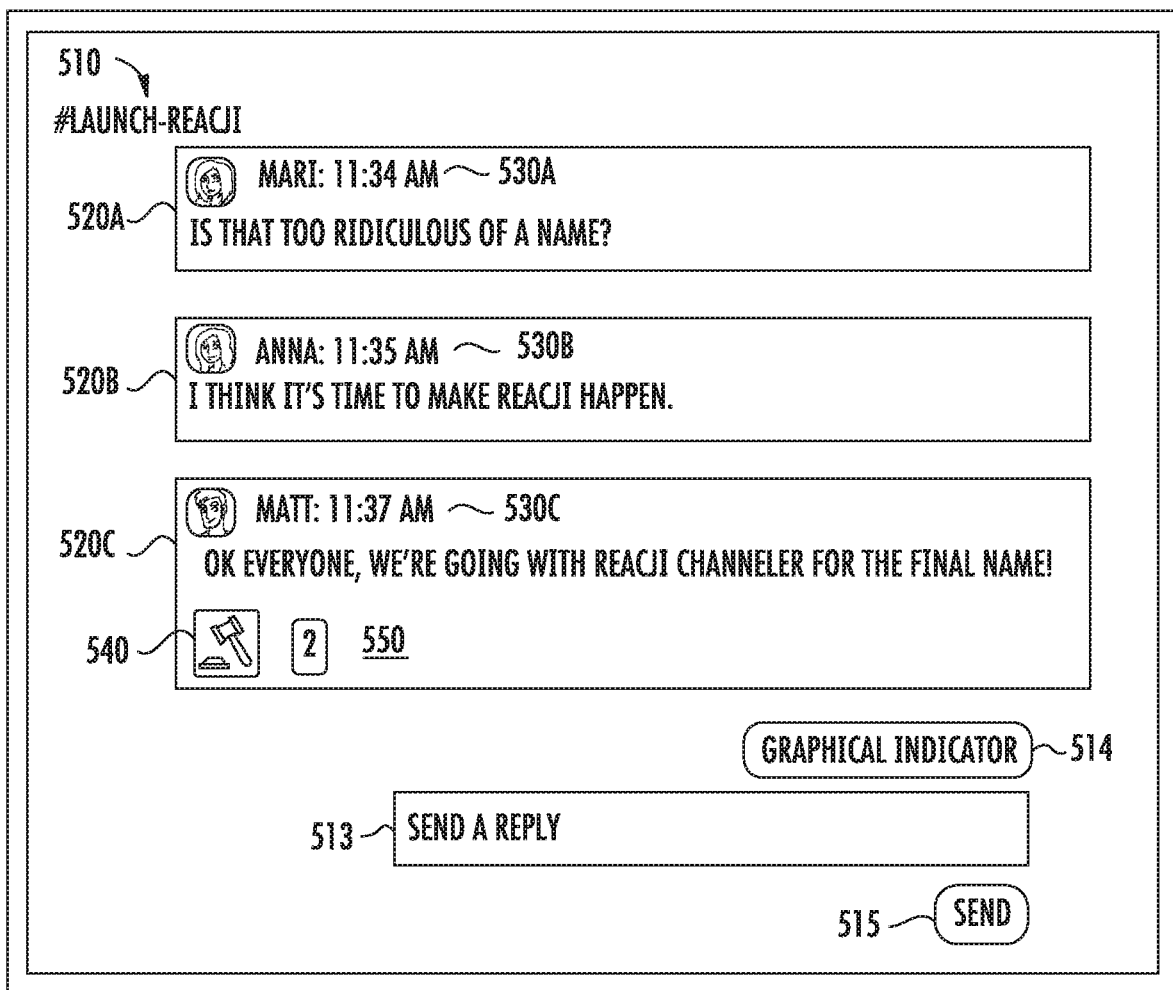 510
#LAUNCH-REACJI
MARI: 11:34 AM 530A
520A
IS THAT TOO RIDICULOUS OF A NAME?
ANNA: 11:35 AM 530B
520B
I THINK IT'S TIME TO MAKE REACJI HAPPEN.
MATT: 11:37 AM 530C
520C
OK EVERYONE, WE'RE GOING WITH REACJI CHANNELER FOR THE FINAL NAME!
540 2 550
GRAPHICAL INDICATOR 514
513 SEND A REPLY
515 SEND